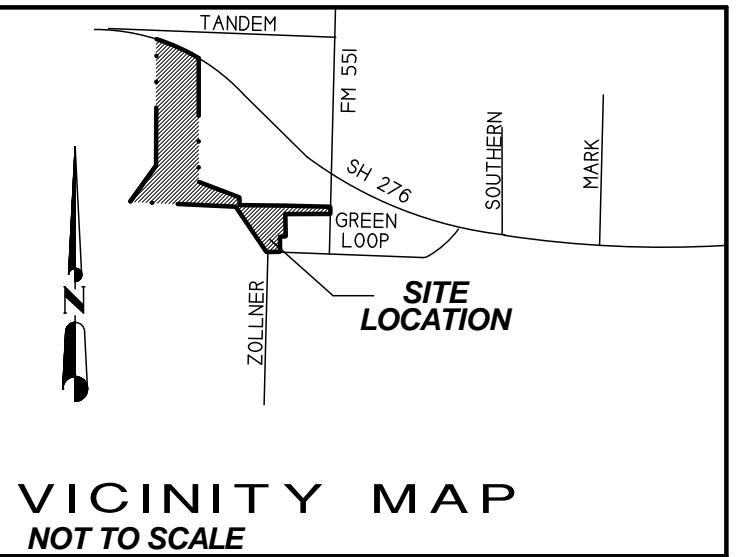 TANDEM
FM 551
SOUTHERN
MARK
SH 276
GREEN
LOOP
N
SITE
LOCATION
ZOLLNER
VICINITY MAP
NOT TO SCALE